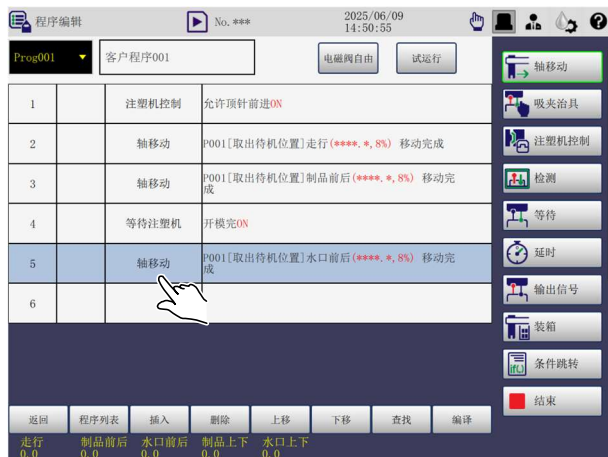 程序编辑
No. ***
2025/06/09
14:50:55
Prog001
客户程序001
电磁阀自由
试运行
1 注塑机控制 允许顶针前进ON
2 轴移动 P001[取出待机位置]走行(****.*,8%) 移动完成
3 轴移动 P001[取出待机位置]制品前后(****.*,8%) 移动完
成
4 等待注塑机 开模完ON
5 轴移动 P001[取出待机位置]水口前后(****.*,8%) 移动完
成
6
轴移动
吸夹治具
注塑机控制
检测
等待
延时
输出信号
装箱
if() 条件跳转
结束
返回 程序列表 插入 删除 上移 下移 查找 编译
走行 制品前后 水口前后 制品上下 水口上下
0.0 0.0 0.0 0.0 0.0